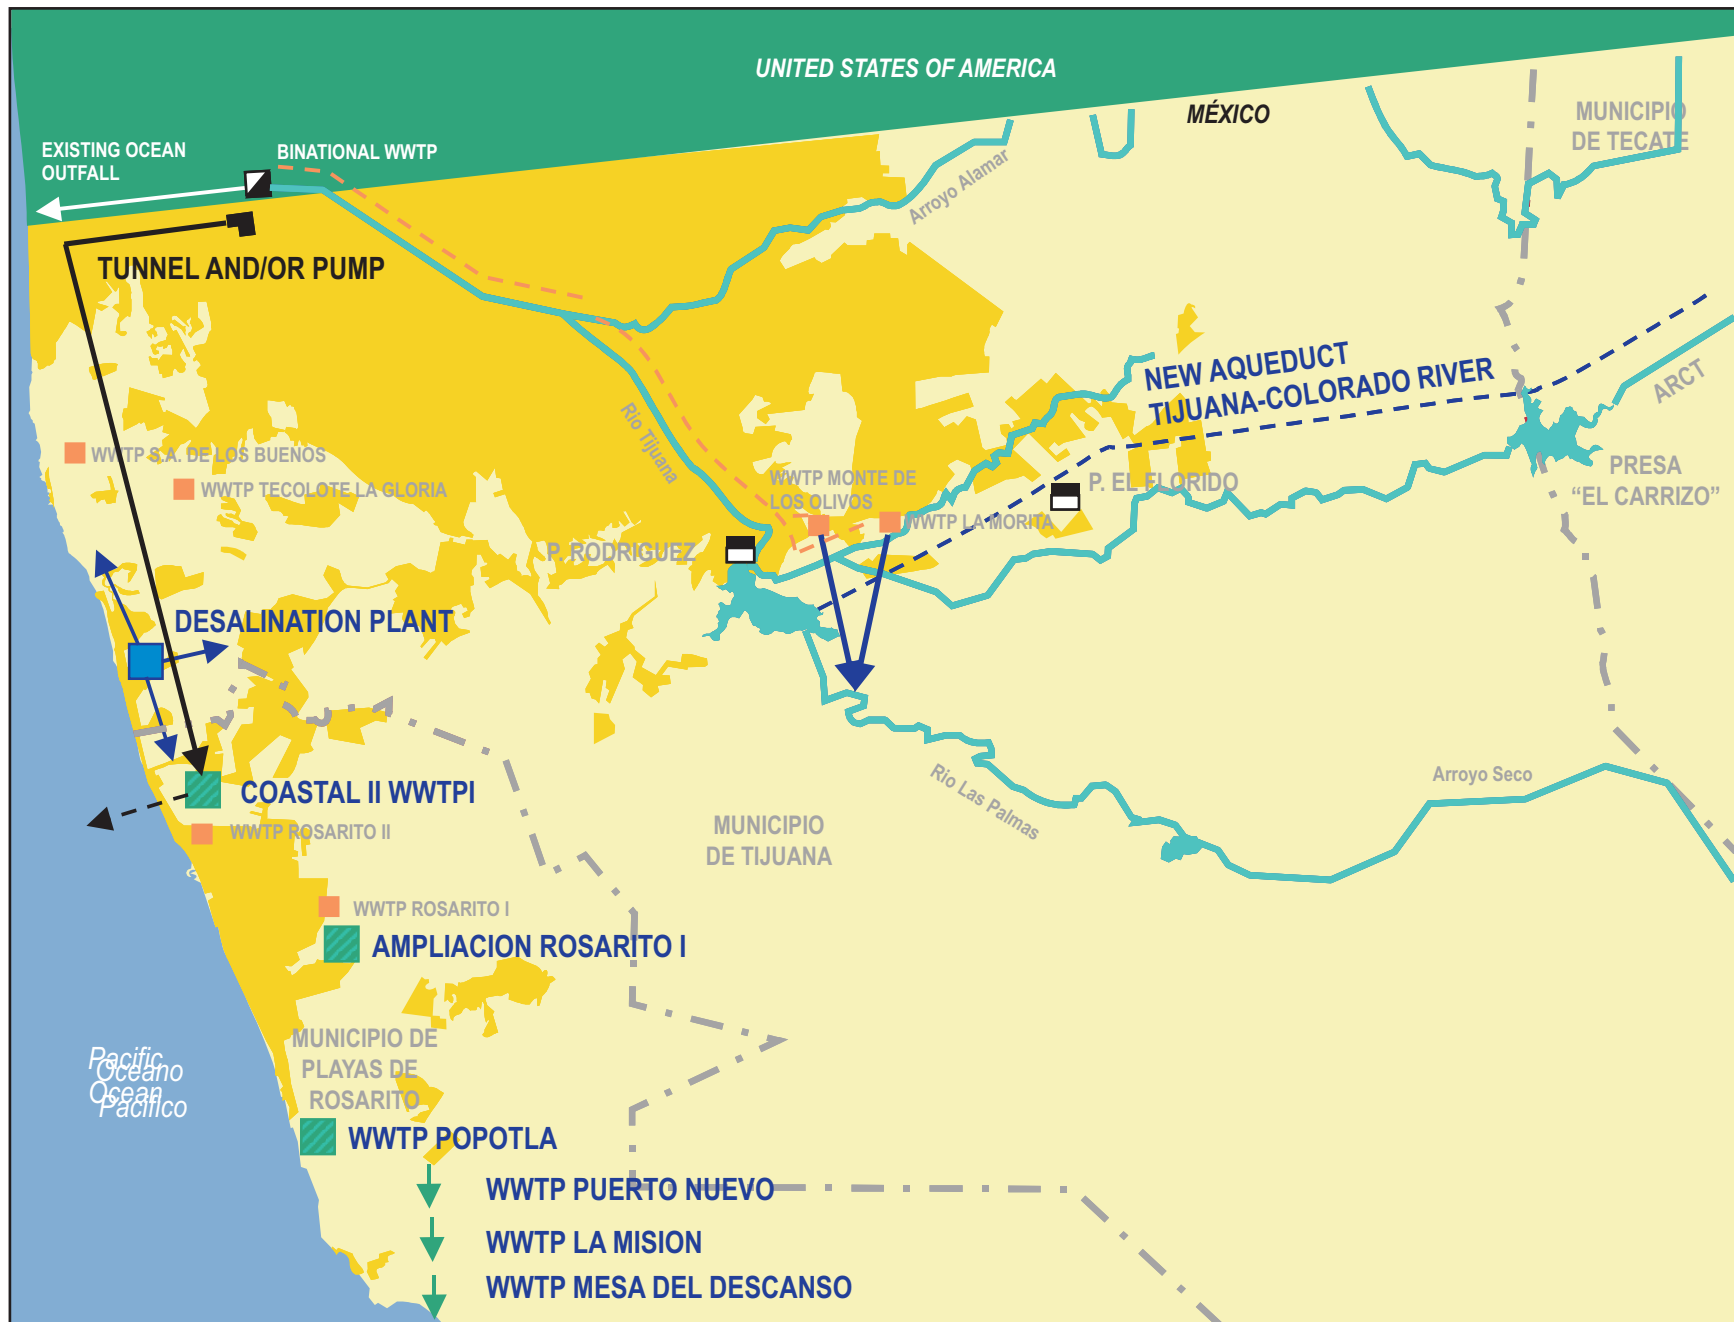 UNITED STATES OF AMERICA
MÉXICO
MUNICIPIO
DE TECATE
EXISTING OCEAN
OUTFALL
BINATIONAL WWTP
Arroyo Alamar
TUNNEL AND/OR PUMP
NEW AQUEDUCT
TIJUANA-COLORADO RIVER
ARCT
Rio Tijuana
WWTP S.A. DE LOS BUENOS
WWTP TECOLOTE LA GLORIA
WWTP MONTE DE
LOS OLIVOS
P. EL FLORIDO
PRESA
“EL CARRIZO”
WWTP LA MORITA
P. RODRIGUEZ
DESALINATION PLANT
COASTAL II WWTPI
Rio Las Palmas
Arroyo Seco
WWTP ROSARITO II
MUNICIPIO
DE TIJUANA
WWTP ROSARITO I
AMPLIACION ROSARITO I
MUNICIPIO DE
PLAYAS DE
ROSARITO
Pacific
Ocean
Oceano
Pacifico
WWTP POPOTLA
WWTP PUERTO NUEVO
WWTP LA MISION
WWTP MESA DEL DESCANSO